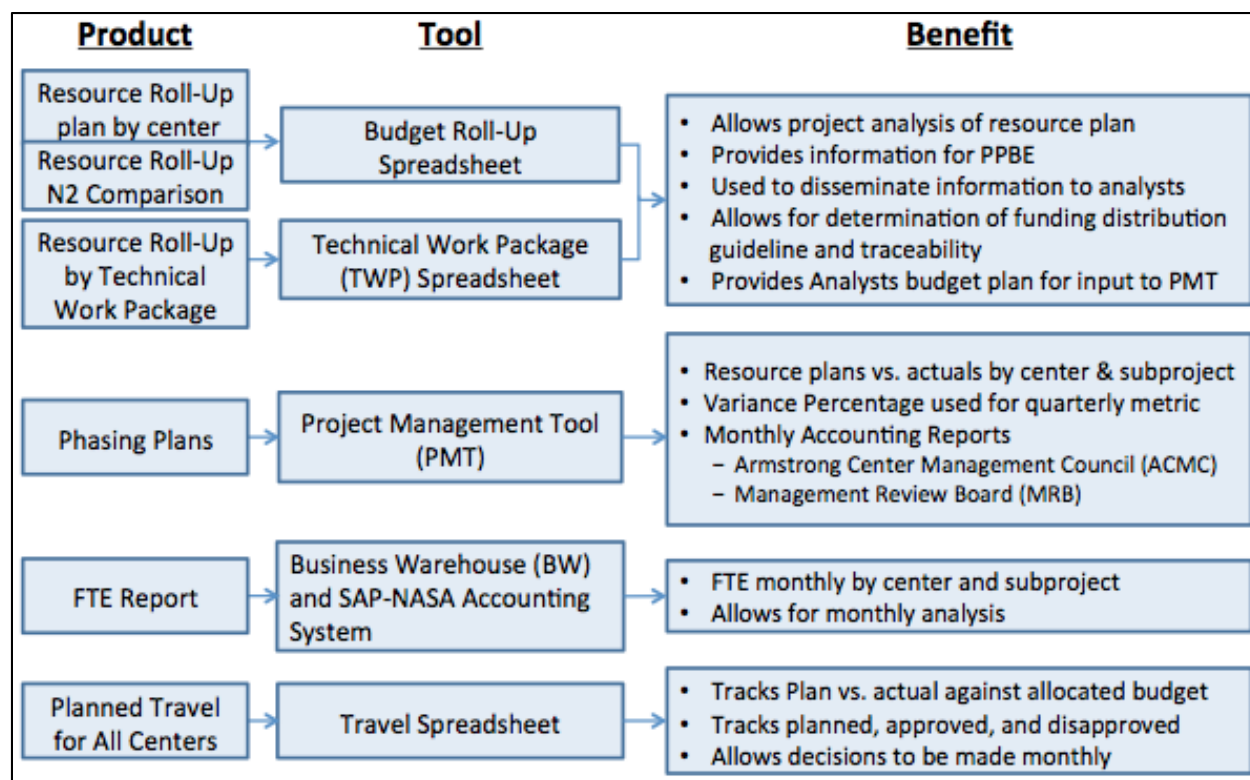 Product
Tool
Benefit
Resource Roll-Up
plan by center
Resource Roll-Up
N2 Comparison
Budget Roll-Up
Spreadsheet
Resource Roll-Up
by Technical
Work Package
Technical Work Package
(TWP) Spreadsheet
• Allows project analysis of resource plan
• Provides information for PPBE
• Used to disseminate information to analysts
• Allows for determination of funding distribution
guideline and traceability
• Provides Analysts budget plan for input to PMT
Phasing Plans
Project Management Tool
(PMT)
• Resource plans vs. actuals by center & subproject
• Variance Percentage used for quarterly metric
• Monthly Accounting Reports
– Armstrong Center Management Council (ACMC)
– Management Review Board (MRB)
FTE Report
Business Warehouse (BW)
and SAP-NASA Accounting
System
• FTE monthly by center and subproject
• Allows for monthly analysis
Planned Travel
for All Centers
Travel Spreadsheet
• Tracks Plan vs. actual against allocated budget
• Tracks planned, approved, and disapproved
• Allows decisions to be made monthly